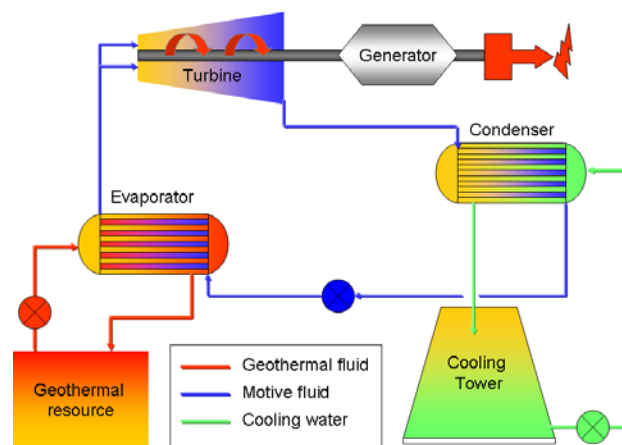 Turbine
Generator
Condenser
Evaporator
Geothermal
resource
Geothermal fluid
Motive fluid
Cooling water
Cooling
Tower